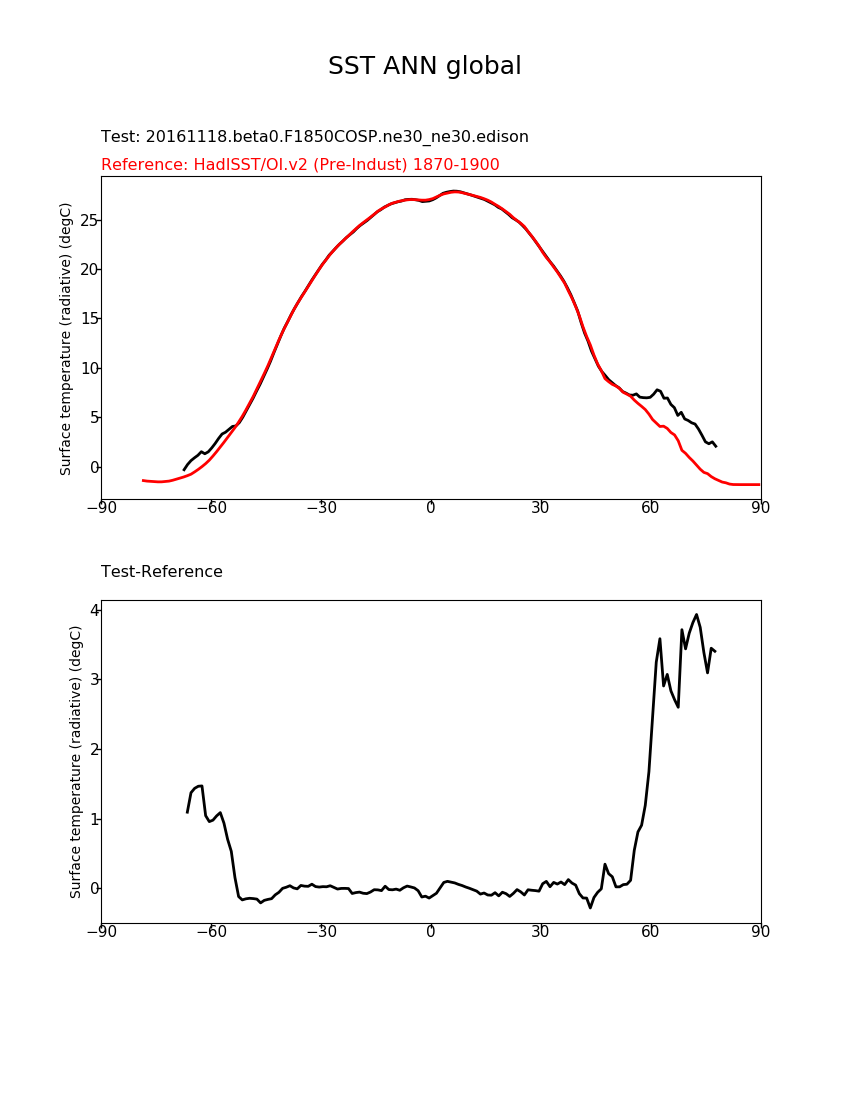 SST ANN global
Test: 20161118.beta0.F1850COSP.ne30_ne30.edison
Reference: HadISST/OI.v2 (Pre-Indust) 1870-1900
Surface temperature (radiative) (degC)
25
20
15
10
5
0
−90 −60 −30 0 30 60 90
Test-Reference
Surface temperature (radiative) (degC)
4
3
2
1
0
−90 −60 −30 0 30 60 90